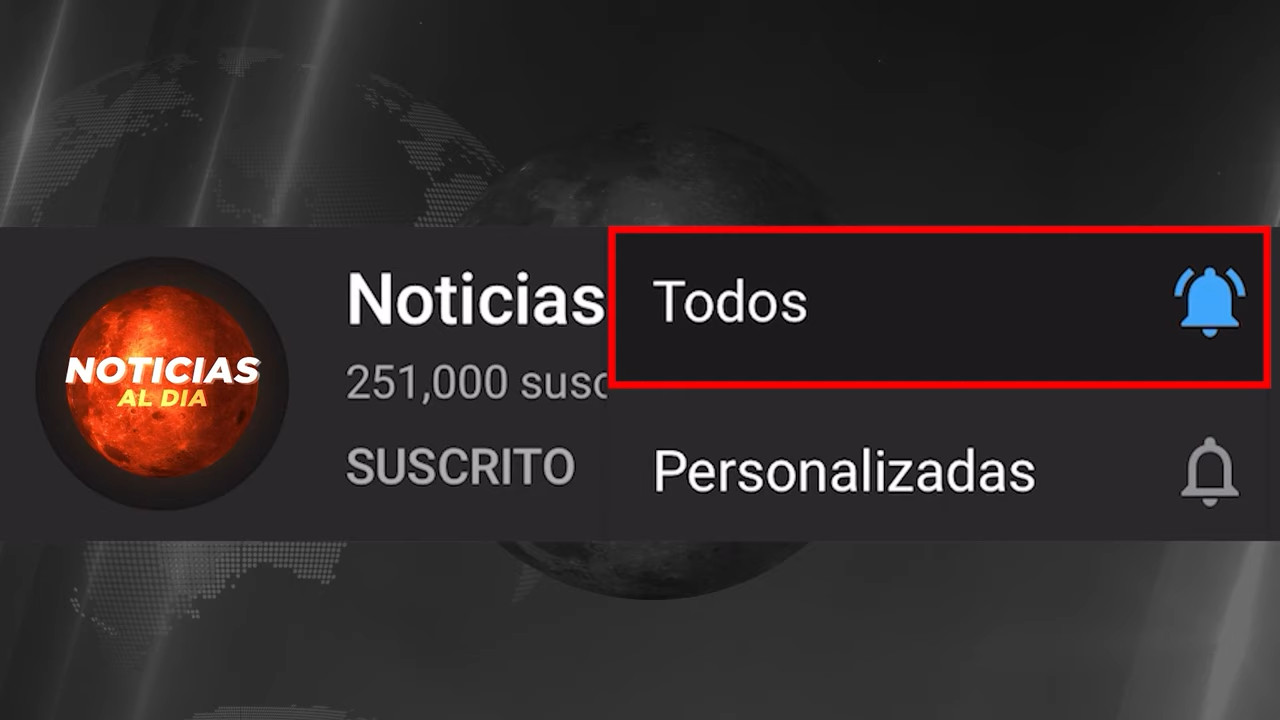 NOTICIAS
AL DIA
Noticias
251,000 susc
SUSCRITO
Todos
Personalizadas